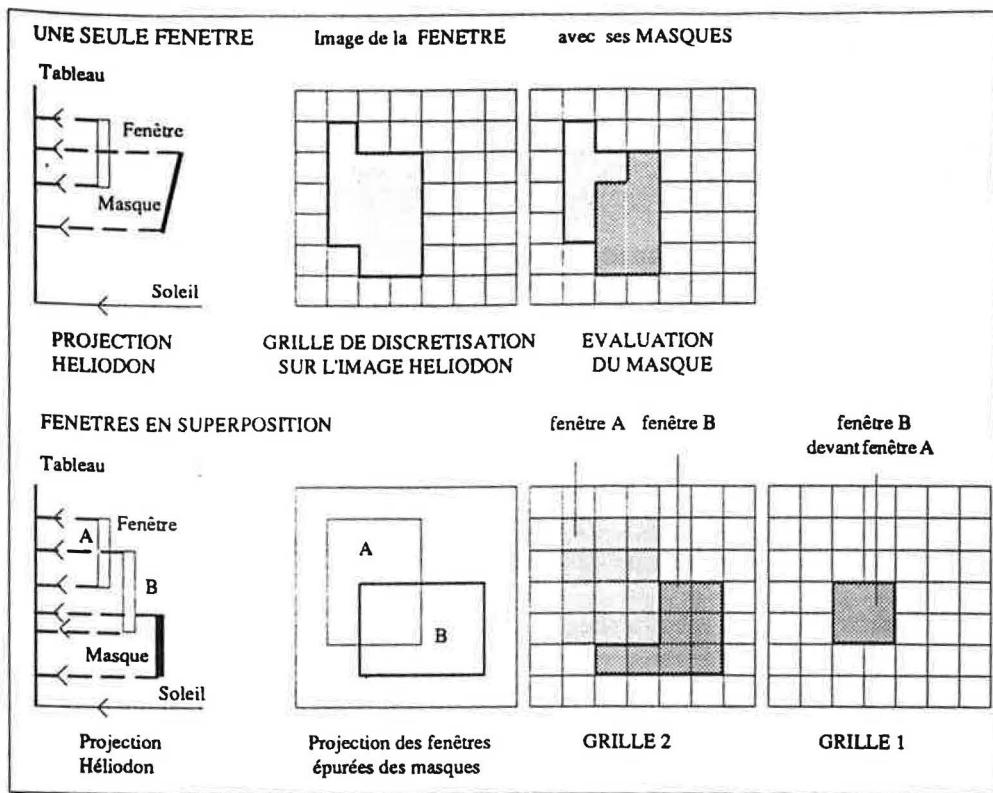 UNE SEULE FENETRE
Image de la FENETRE
avec ses MASQUES
Tableau
Fenêtre
Masque
Soleil
PROJECTION
HELIODON
GRILLE DE DISCRETISATION
SUR L'IMAGE HELIODON
EVALUATION
DU MASQUE
FENETRES EN SUPERPOSITION
fenêtre A
fenêtre B
fenêtre B
devant fenêtre A
Tableau
Fenêtre
A
B
Masque
Soleil
A
B
Projection
Héliodon
Projection des fenêtres
épurées des masques
GRILLE 2
GRILLE 1